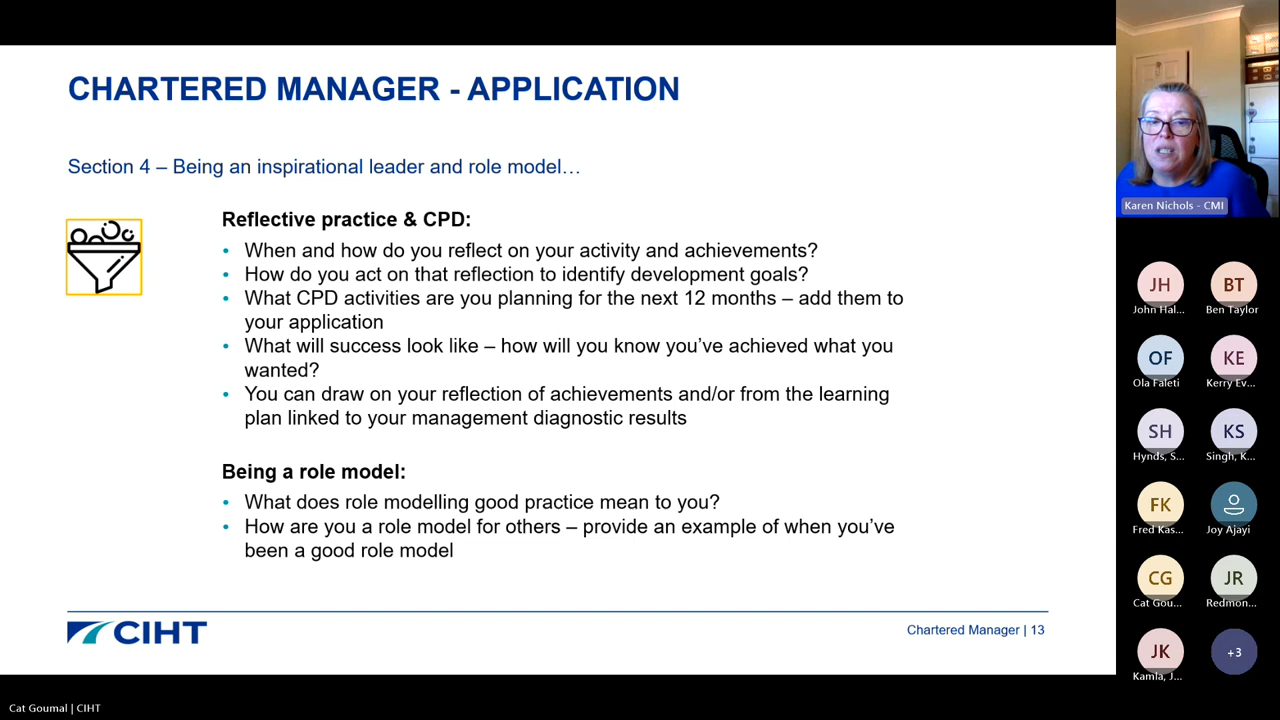 CHARTERED MANAGER - APPLICATION
Section 4 – Being an inspirational leader and role model…
Reflective practice & CPD:
• When and how do you reflect on your activity and achievements?
• How do you act on that reflection to identify development goals?
• What CPD activities are you planning for the next 12 months – add them to
your application
• What will success look like – how will you know you’ve achieved what you
wanted?
• You can draw on your reflection of achievements and/or from the learning
plan linked to your management diagnostic results
Being a role model:
• What does role modelling good practice mean to you?
• How are you a role model for others – provide an example of when you’ve
been a good role model
CIHT
Chartered Manager | 13
Cat Goumal | CIHT
Karen Nichols - CMI
JH
John Hal...
BT
Ben Taylor
OF
Ola Faleti
KE
Kerry Ev...
SH
Hynds, S...
KS
Singh, K...
FK
Fred Kas...
Joy Ajayi
CG
Cat Gou...
JR
Redmon...
JK
Kamla, J...
+3